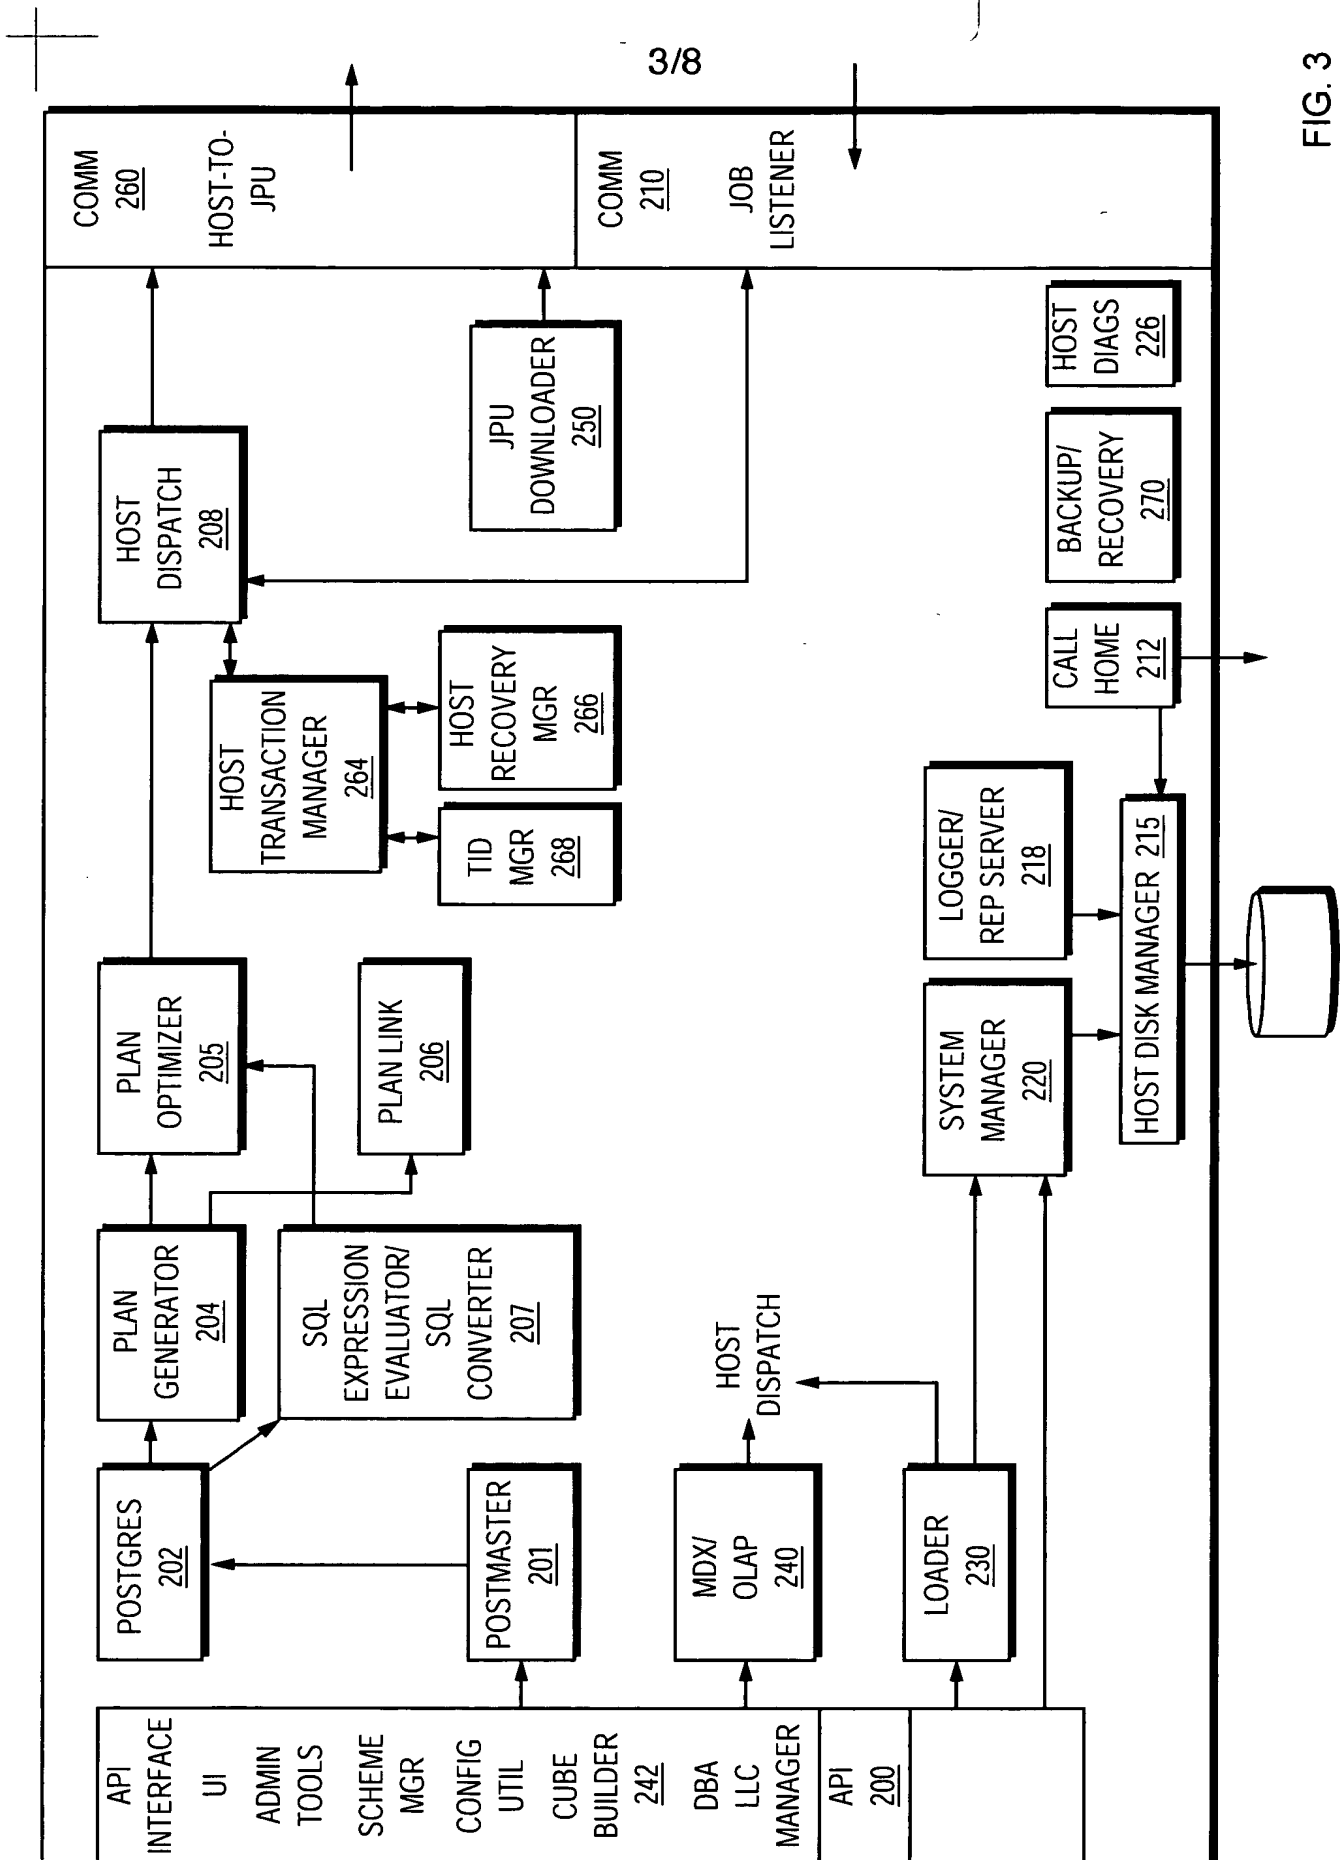 3/8
API
INTERFACE
UI
ADMIN
TOOLS
SCHEME
MGR
CONFIG
UTIL
CUBE
BUILDER
242
DBA
LLC
MANAGER
API
200
POSTGRES
202
POSTMASTER
201
MDX/
OLAP
240
LOADER
230
PLAN
GENERATOR
204
SQL
EXPRESSION
EVALUATOR/
SQL
CONVERTER
207
HOST
DISPATCH
PLAN
OPTIMIZER
205
PLAN LINK
206
SYSTEM
MANAGER
220
LOGGER/
REP SERVER
218
HOST DISK MANAGER 215
HOST
TRANSACTION
MANAGER
264
TID
MGR
268
HOST
RECOVERY
MGR
266
HOST
DISPATCH
208
JPU
DOWNLOADER
250
CALL
HOME
212
BACKUP/
RECOVERY
270
HOST
DIAGS
226
COMM
260
HOST-TO-
JPU
COMM
210
JOB
LISTENER
FIG. 3